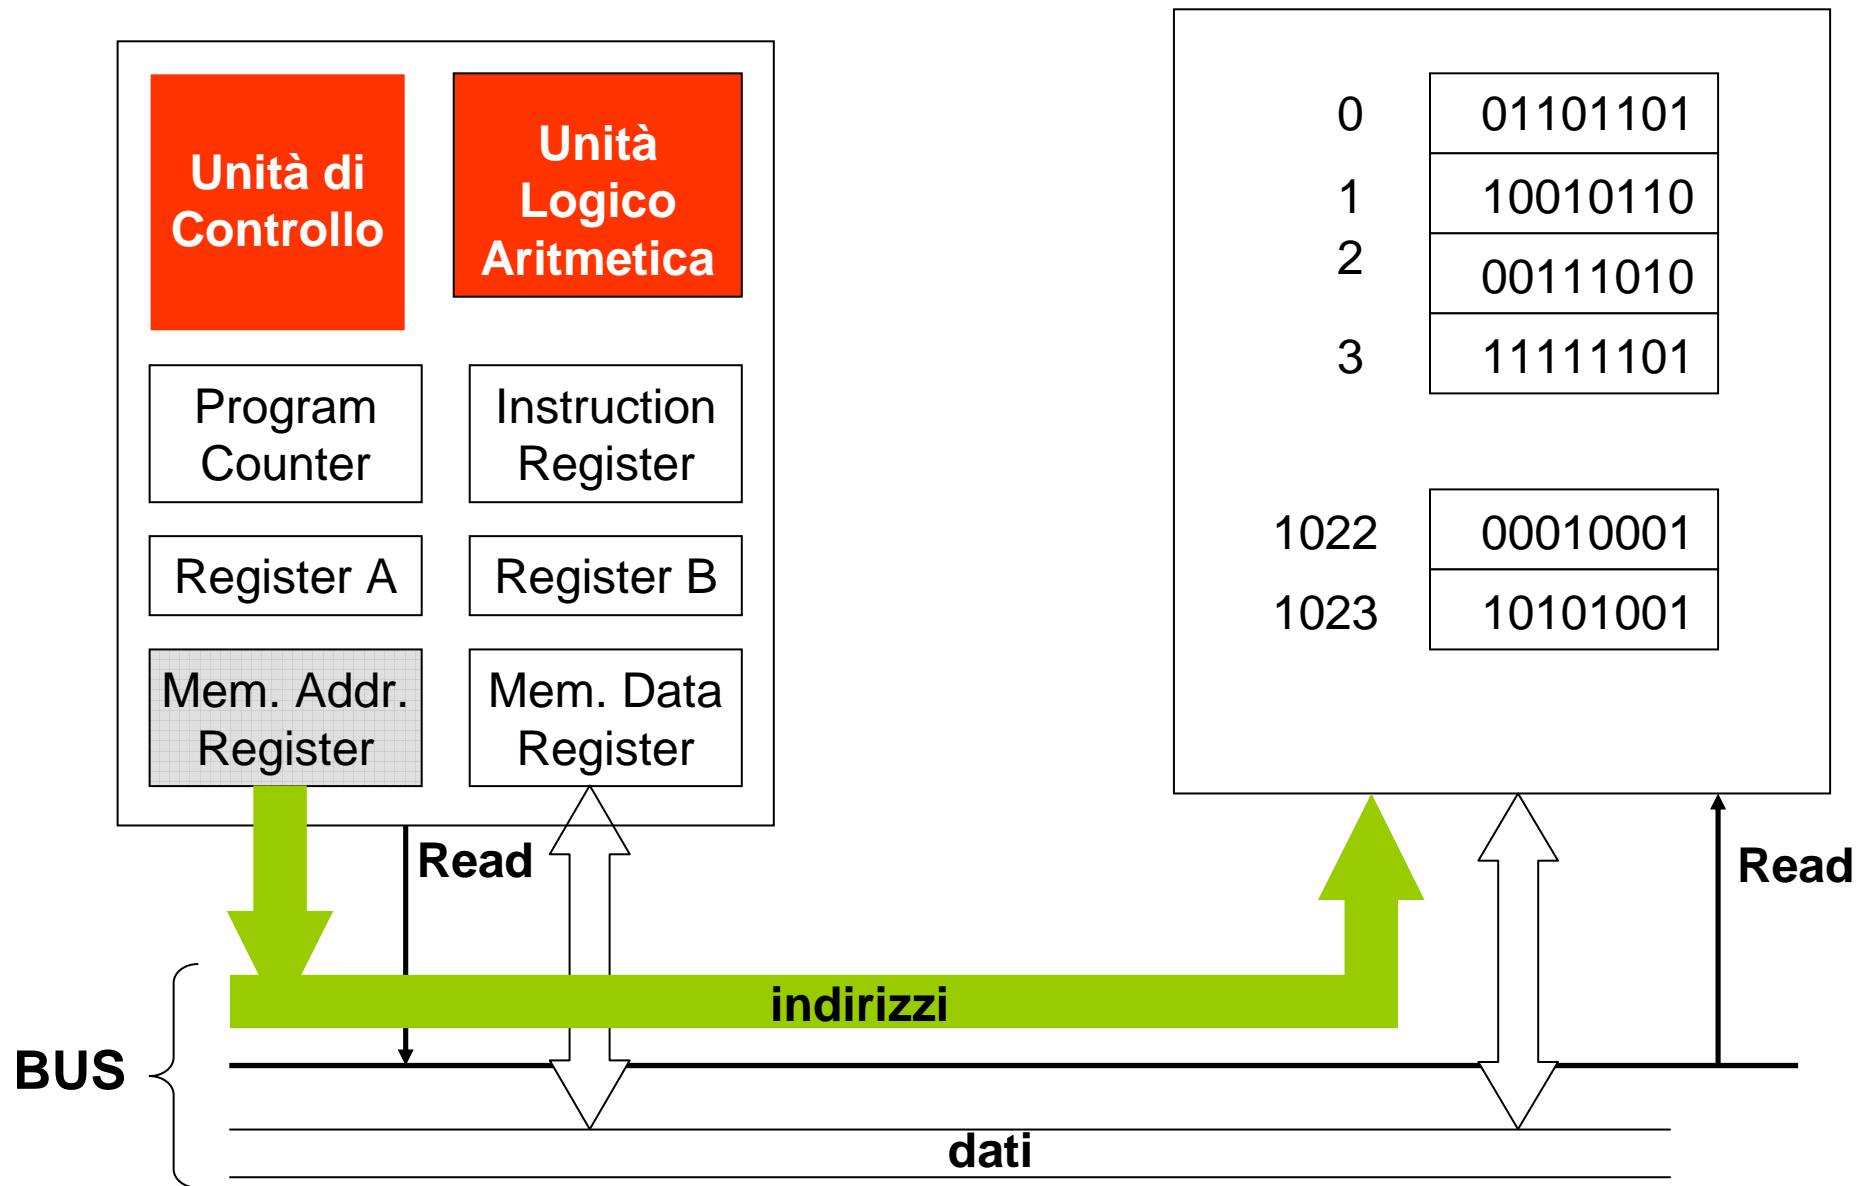 Unità di
Controllo
Unità
Logico
Aritmetica
Program
Counter
Instruction
Register
Register A
Register B
Mem. Addr.
Register
Mem. Data
Register
0 01101101
1 10010110
2 00111010
3 11111101
1022 00010001
1023 10101001
Read
Read
indirizzi
BUS
dati